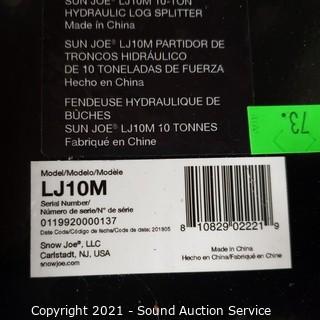 SUN JOE® LJ10M 10-TON
HYDRAULIC LOG SPLITTER
Made in China
SUN JOE® LJ10M PARTIDOR DE
TRONCOS HIDRÁULICO
DE 10 TONELADAS DE FUERZA
Hecho en China
FENDEUSE HYDRAULIQUE DE
BÛCHES
SUN JOE® LJ10M 10 TONNES
Fabriqué en Chine
73.
Model/Modelo/Modèle
LJ10M
Serial Number/
Número de serie/N° de série
0119920000137
Date Code/Código de fecha/Code de date: 201805
Snow Joe®, LLC
Carlstadt, NJ, USA
snowjoe.com
8 10829 02221 9
Made in China
Hecho en China/Fabriqué en Chine
Copyright 2021 - Sound Auction Service